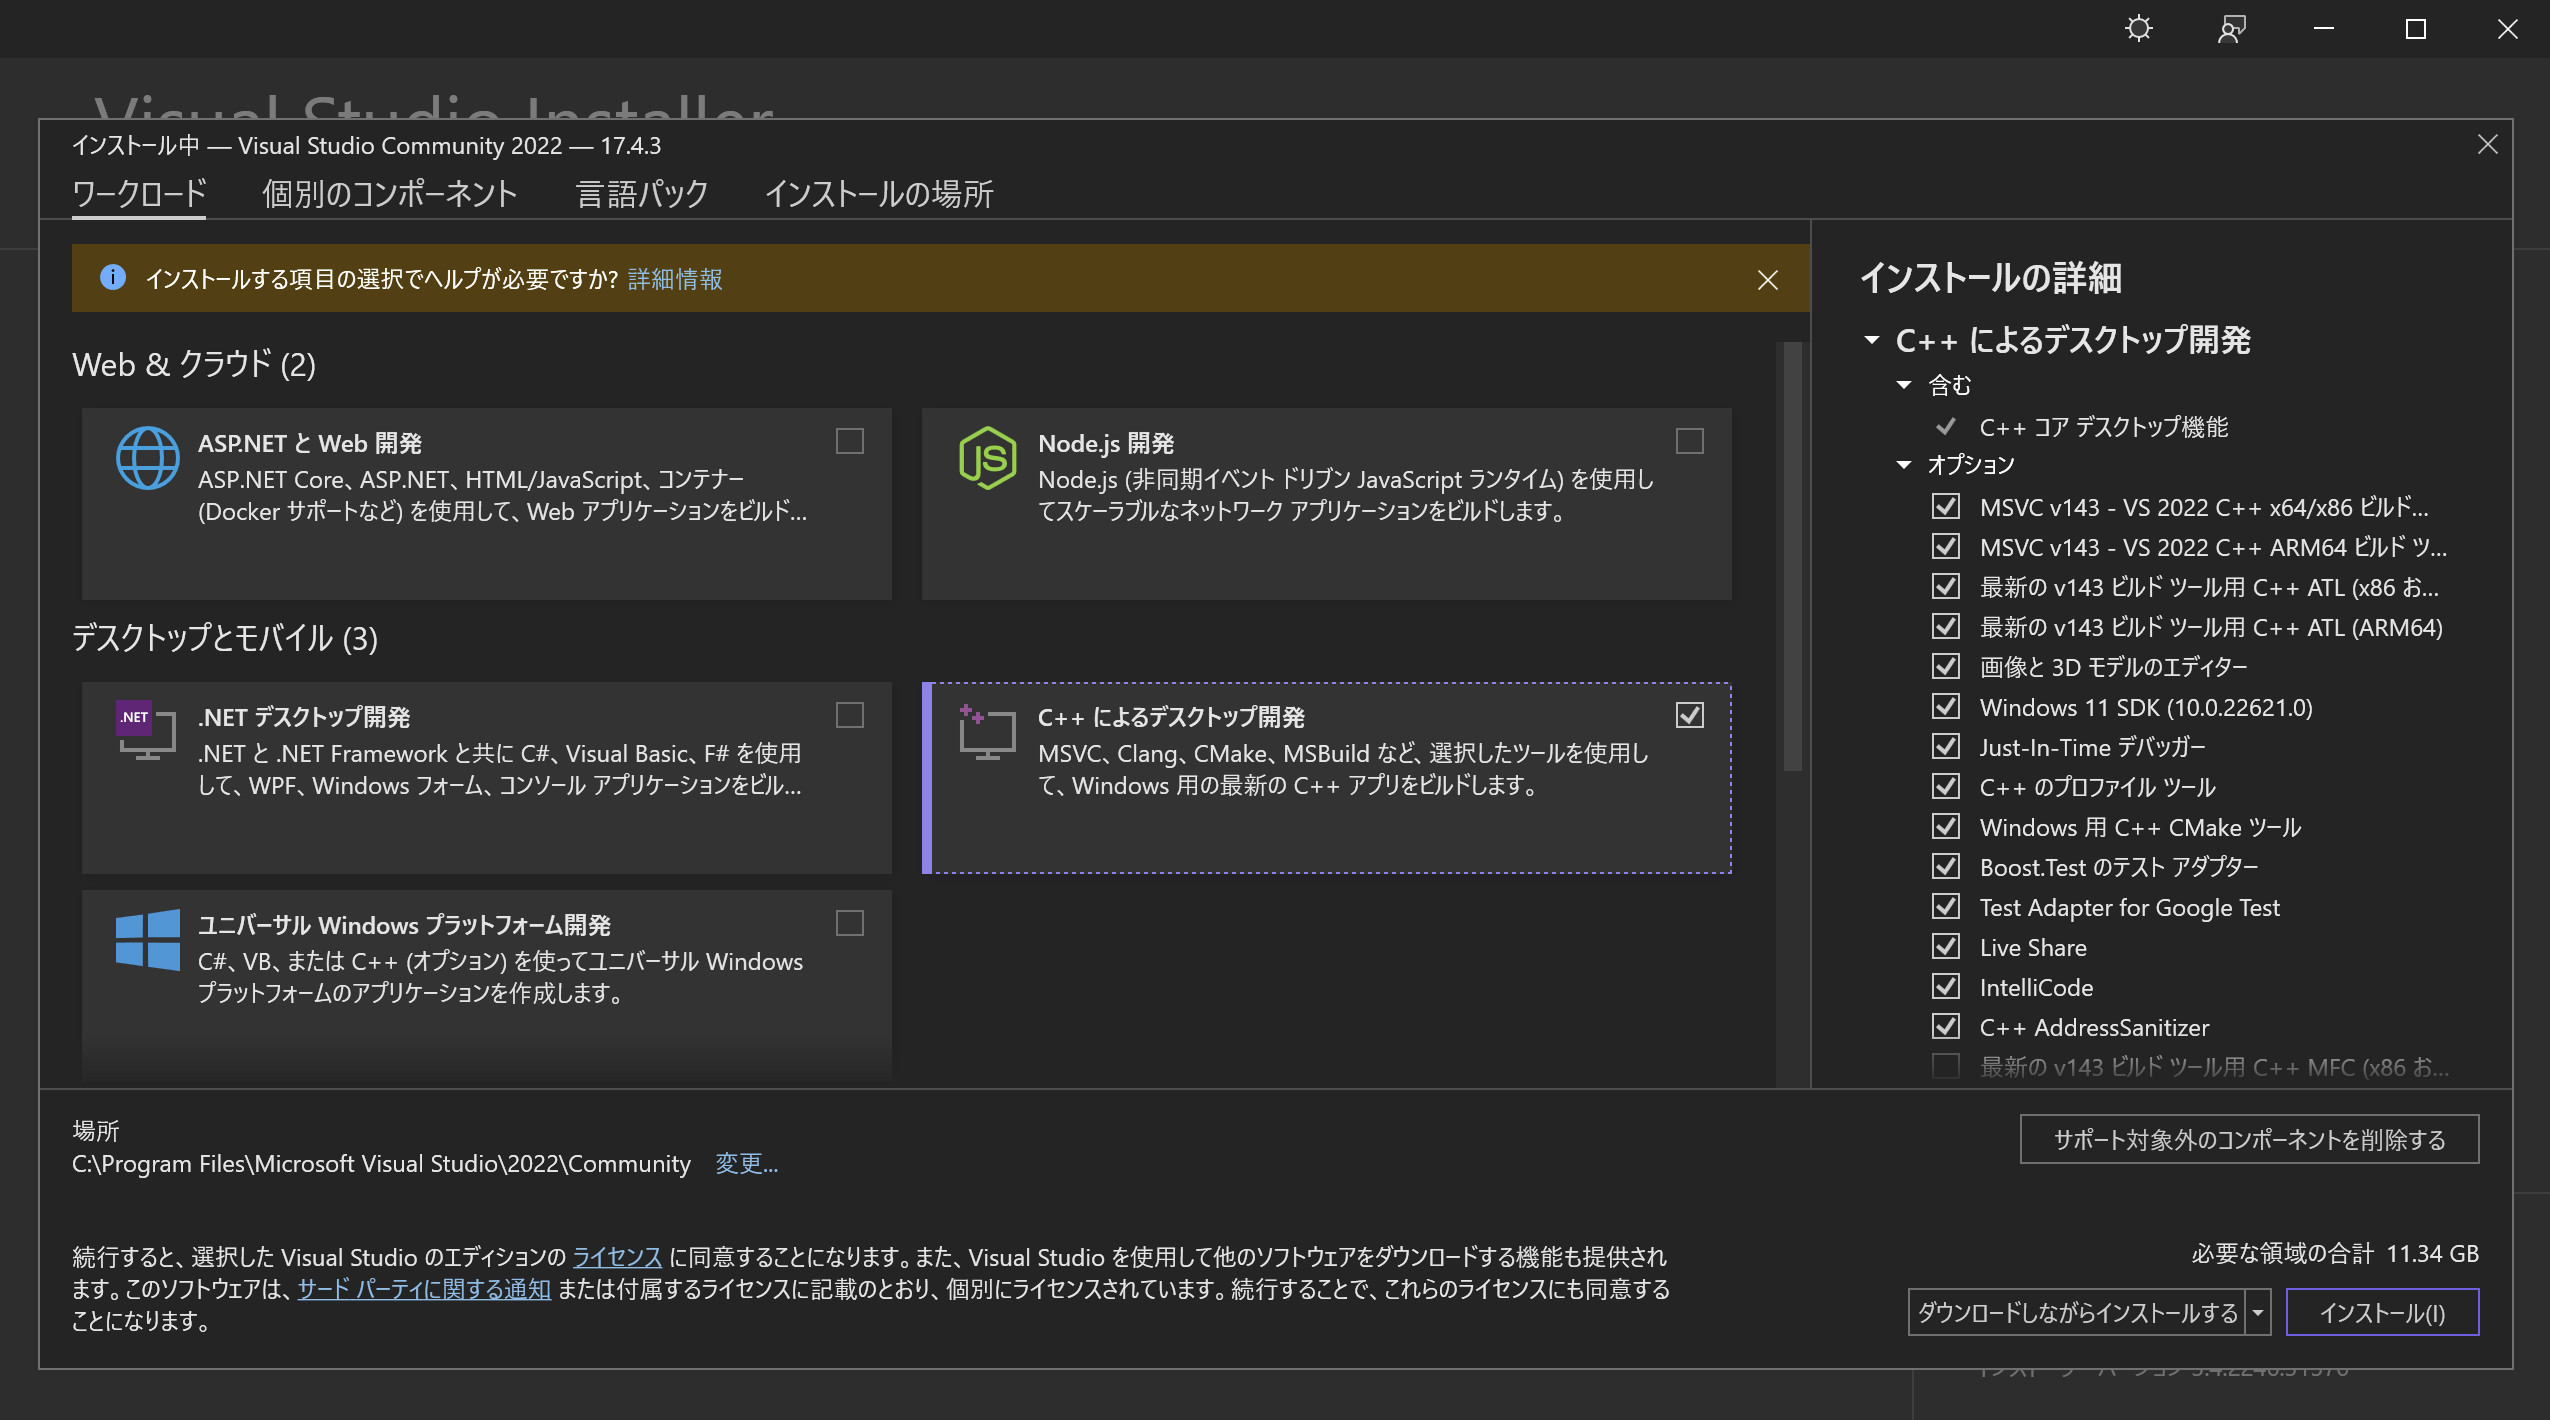 Visual Studio Installer
インストール中 — Visual Studio Community 2022 — 17.4.3
ワークロード 個別のコンポーネント 言語パック インストールの場所
インストールする項目の選択でヘルプが必要ですか? 詳細情報
Web & クラウド (2)
ASP.NET と Web 開発
ASP.NET Core、ASP.NET、HTML/JavaScript、コンテナー
(Docker サポートなど) を使用して、Web アプリケーションをビルド...
Node.js 開発
Node.js (非同期イベント ドリブン JavaScript ランタイム) を使用し
てスケーラブルなネットワーク アプリケーションをビルドします。
デスクトップとモバイル (3)
.NET
.NET デスクトップ開発
.NET と .NET Framework と共に C#、Visual Basic、F# を使用
して、WPF、Windows フォーム、コンソール アプリケーションをビル...
C++ によるデスクトップ開発
MSVC、Clang、CMake、MSBuild など、選択したツールを使用し
て、Windows 用の最新の C++ アプリをビルドします。
ユニバーサル Windows プラットフォーム開発
C#、VB、または C++ (オプション) を使ってユニバーサル Windows
プラットフォームのアプリケーションを作成します。
インストールの詳細
C++ によるデスクトップ開発
含む
C++ コア デスクトップ機能
オプション
MSVC v143 - VS 2022 C++ x64/x86 ビルド...
MSVC v143 - VS 2022 C++ ARM64 ビルド ツ...
最新の v143 ビルド ツール用 C++ ATL (x86 お...
最新の v143 ビルド ツール用 C++ ATL (ARM64)
画像と 3D モデルのエディター
Windows 11 SDK (10.0.22621.0)
Just-In-Time デバッガー
C++ のプロファイル ツール
Windows 用 C++ CMake ツール
Boost.Test のテスト アダプター
Test Adapter for Google Test
Live Share
IntelliCode
C++ AddressSanitizer
最新の v143 ビルド ツール用 C++ MFC (x86 お...
場所
C:\Program Files\Microsoft Visual Studio\2022\Community 変更...
サポート対象外のコンポーネントを削除する
続行すると、選択した Visual Studio のエディションの ライセンス に同意することになります。また、Visual Studio を使用して他のソフトウェアをダウンロードする機能も提供され
ます。このソフトウェアは、サード パーティに関する通知 または付属するライセンスに記載のとおり、個別にライセンスされています。続行することで、これらのライセンスにも同意する
ことになります。
必要な領域の合計 11.34 GB
ダウンロードしながらインストールする インストール(I)